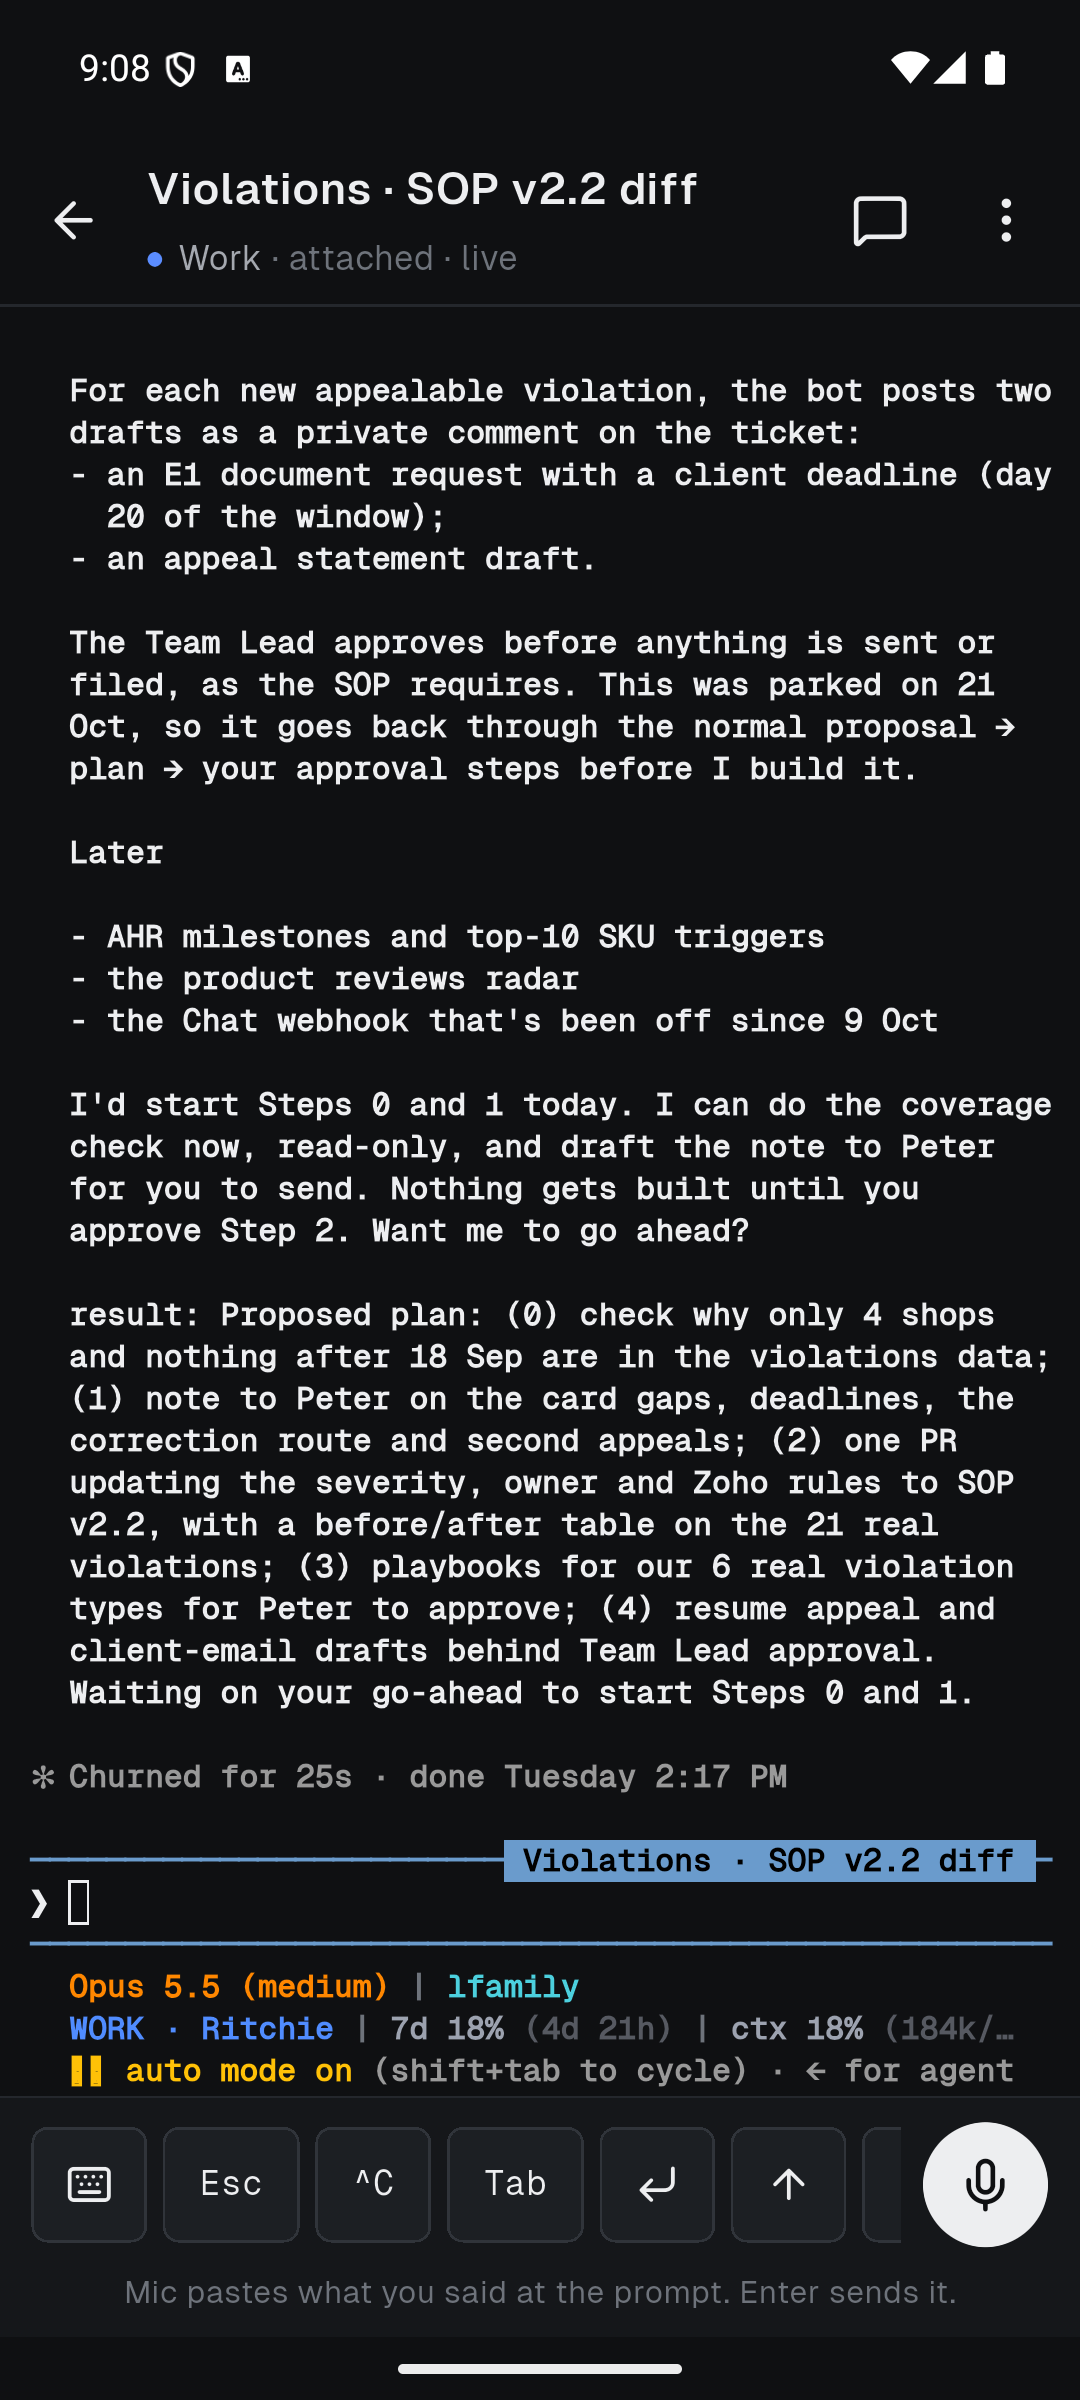 9:08
Violations · SOP v2.2 diff
Work · attached · live
For each new appealable violation, the bot posts two
drafts as a private comment on the ticket:
- an E1 document request with a client deadline (day
20 of the window);
- an appeal statement draft.
The Team Lead approves before anything is sent or
filed, as the SOP requires. This was parked on 21
Oct, so it goes back through the normal proposal →
plan → your approval steps before I build it.
Later
- AHR milestones and top-10 SKU triggers
- the product reviews radar
- the Chat webhook that's been off since 9 Oct
I'd start Steps 0 and 1 today. I can do the coverage
check now, read-only, and draft the note to Peter
for you to send. Nothing gets built until you
approve Step 2. Want me to go ahead?
result: Proposed plan: (0) check why only 4 shops
and nothing after 18 Sep are in the violations data;
(1) note to Peter on the card gaps, deadlines, the
correction route and second appeals; (2) one PR
updating the severity, owner and Zoho rules to SOP
v2.2, with a before/after table on the 21 real
violations; (3) playbooks for our 6 real violation
types for Peter to approve; (4) resume appeal and
client-email drafts behind Team Lead approval.
Waiting on your go-ahead to start Steps 0 and 1.
✻ Churned for 25s · done Tuesday 2:17 PM
Violations · SOP v2.2 diff
❯
Opus 5.5 (medium) | lfamily
WORK · Ritchie | 7d 18% (4d 21h) | ctx 18% (184k/…
auto mode on (shift+tab to cycle) · ← for agent
Esc ^C Tab
Mic pastes what you said at the prompt. Enter sends it.